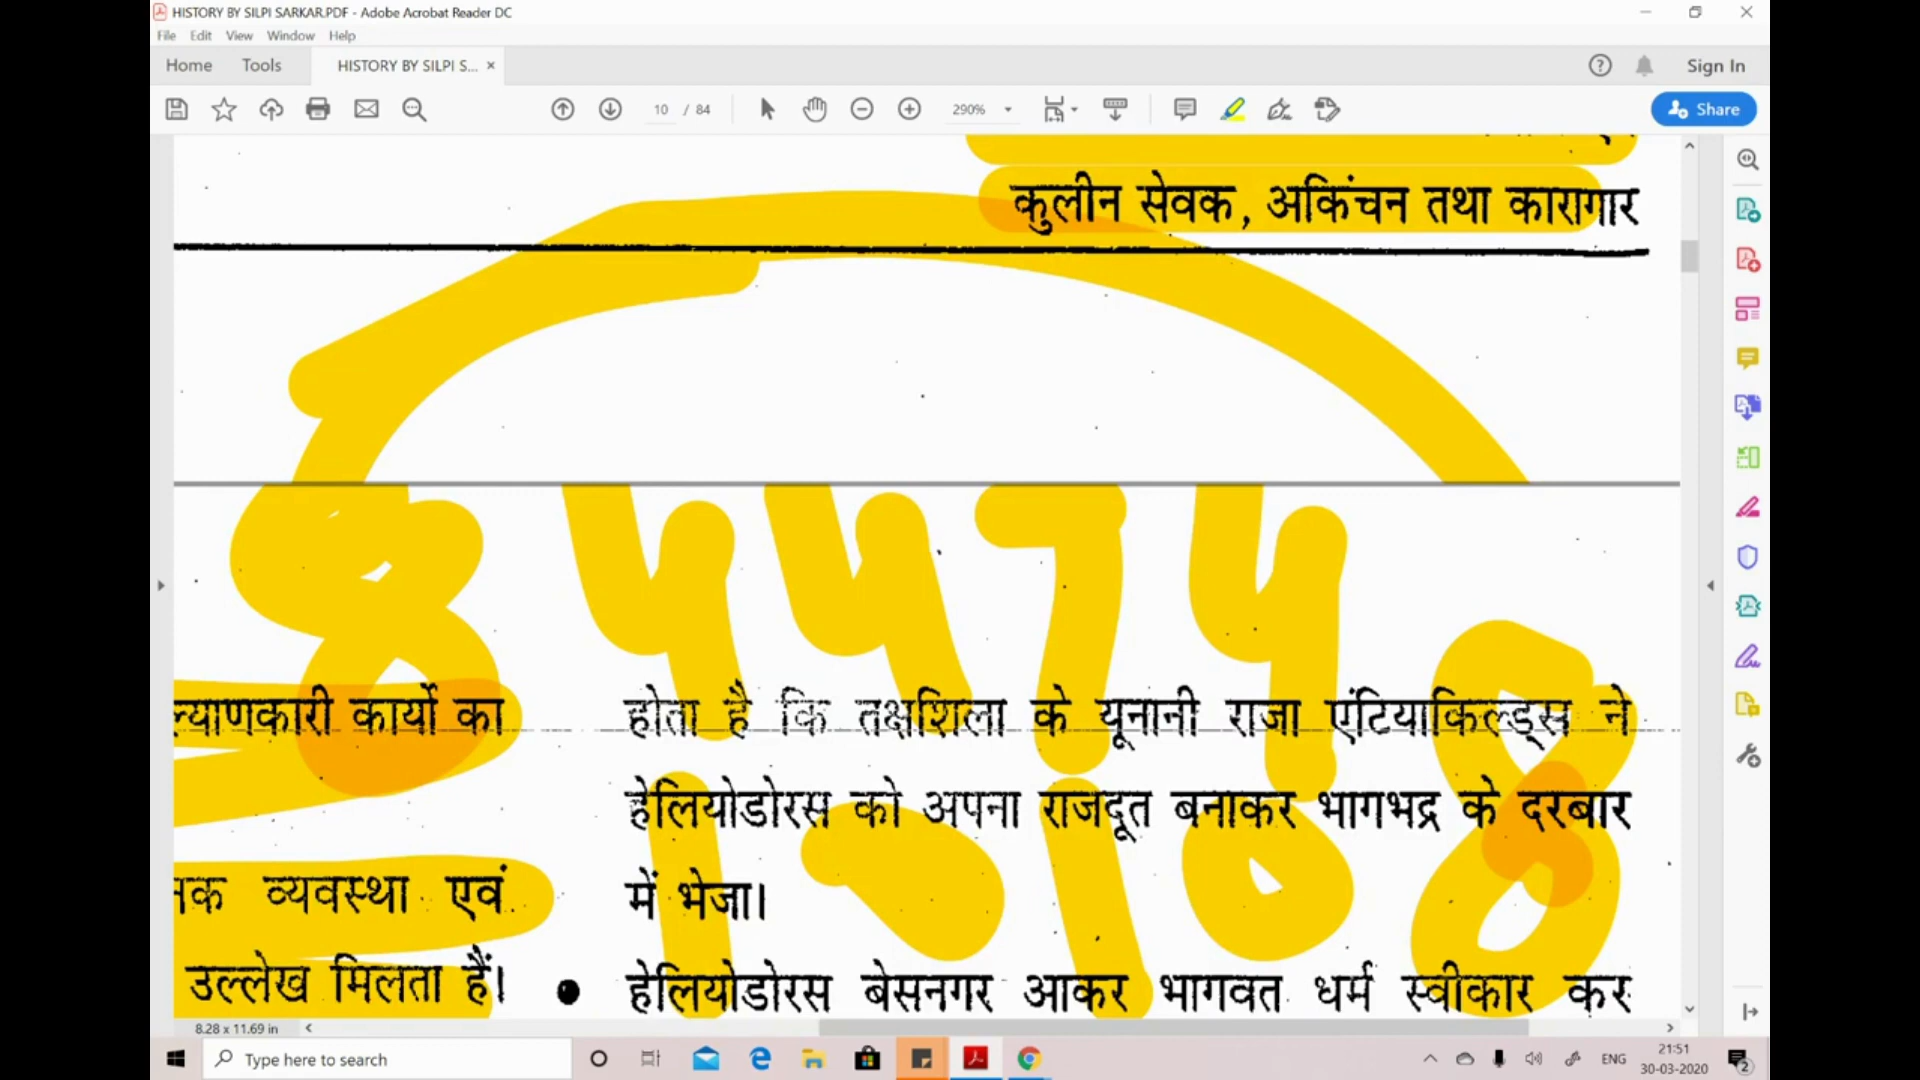 HISTORY BY SILPI SARKAR.PDF - Adobe Acrobat Reader DC
File Edit View Window Help
Home Tools HISTORY BY SILPI S... × Sign In
10 / 84 290% Share
कुलीन सेवक, अकिंचन तथा कारागार
844748
कार्यो का
होता है कि तक्षशिला के यूनानी राजा एंटियाकिल्ड्स ने
हेलियोडोरस को अपना राजदूत बनाकर भागभद्र के दरबार
व्यवस्था एवं
में भेजा।
उल्लेख मिलता हैं।
● हेलियोडोरस बेसनगर आकर भागवत धर्म स्वीकार कर
8.28 x 11.69 in
Type here to search
ENG
21:51
30-03-2020
2